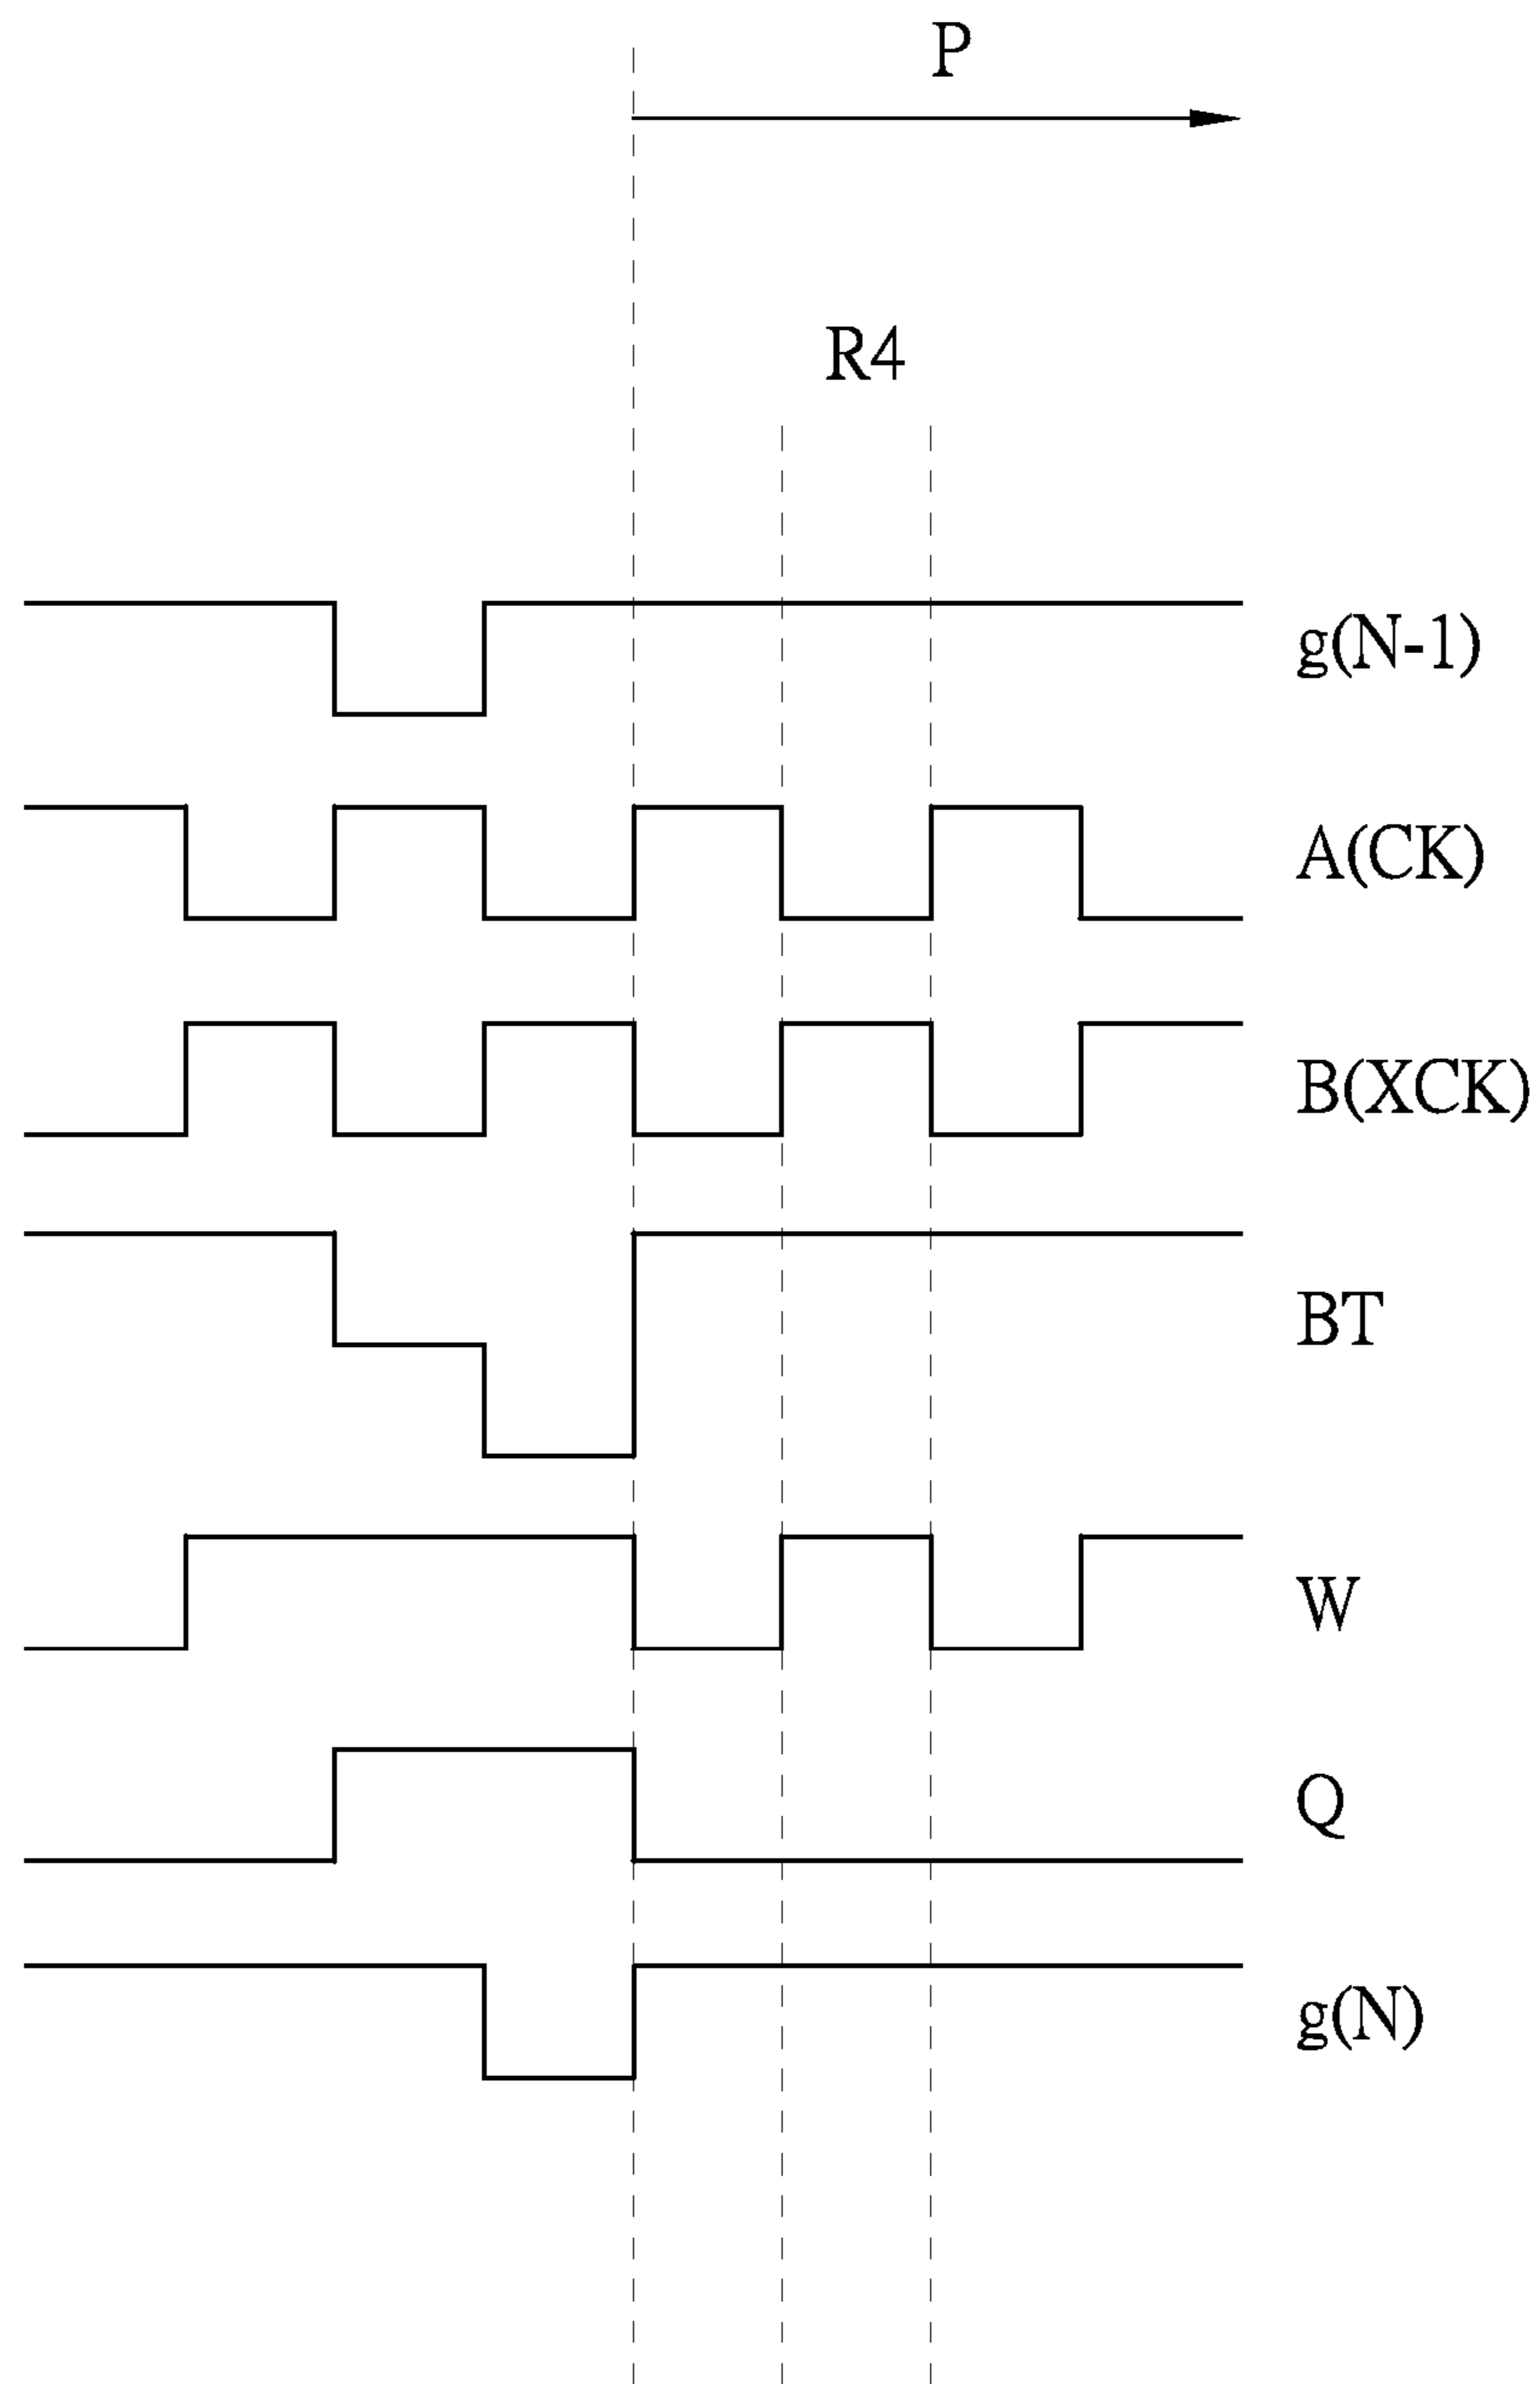 P
R4
g(N-1)
A(CK)
B(XCK)
BT
W
Q
g(N)